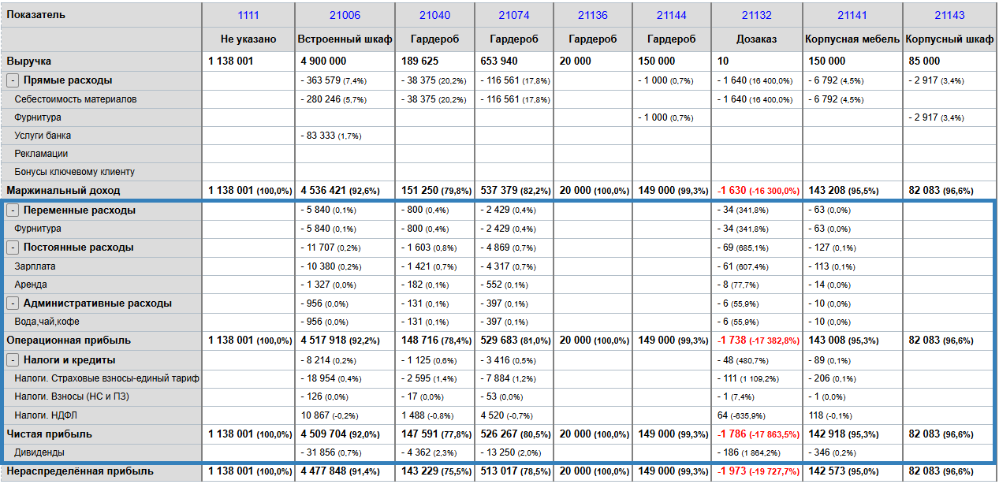 Показатель 1111 21006 21040 21074 21136 21144 21132 21141 21143
Не указано Встроенный шкаф Гардероб Гардероб Гардероб Гардероб Дозаказ Корпусная мебель Корпусный шкаф
Выручка 1 138 001 4 900 000 189 625 653 940 20 000 150 000 10 150 000 85 000
- Прямые расходы - 363 579 (7,4%) - 38 375 (20,2%) - 116 561 (17,8%) - 1 000 (0,7%) - 1 640 (16 400,0%) - 6 792 (4,5%) - 2 917 (3,4%)
Себестоимость материалов - 280 246 (5,7%) - 38 375 (20,2%) - 116 561 (17,8%) - 1 640 (16 400,0%) - 6 792 (4,5%)
Фурнитура - 1 000 (0,7%) - 2 917 (3,4%)
Услуги банка - 83 333 (1,7%)
Рекламации
Бонусы ключевому клиенту
Маржинальный доход 1 138 001 (100,0%) 4 536 421 (92,6%) 151 250 (79,8%) 537 379 (82,2%) 20 000 (100,0%) 149 000 (99,3%) -1 630 (-16 300,0%) 143 208 (95,5%) 82 083 (96,6%)
- Переменные расходы - 5 840 (0,1%) - 800 (0,4%) - 2 429 (0,4%) - 34 (341,8%) - 63 (0,0%)
Фурнитура - 5 840 (0,1%) - 800 (0,4%) - 2 429 (0,4%) - 34 (341,8%) - 63 (0,0%)
- Постоянные расходы - 11 707 (0,2%) - 1 603 (0,8%) - 4 869 (0,7%) - 69 (685,1%) - 127 (0,1%)
Зарплата - 10 380 (0,2%) - 1 421 (0,7%) - 4 317 (0,7%) - 61 (607,4%) - 113 (0,1%)
Аренда - 1 327 (0,0%) - 182 (0,1%) - 552 (0,1%) - 8 (77,7%) - 14 (0,0%)
- Административные расходы - 956 (0,0%) - 131 (0,1%) - 397 (0,1%) - 6 (55,9%) - 10 (0,0%)
Вода,чай,кофе - 956 (0,0%) - 131 (0,1%) - 397 (0,1%) - 6 (55,9%) - 10 (0,0%)
Операционная прибыль 1 138 001 (100,0%) 4 517 918 (92,2%) 148 716 (78,4%) 529 683 (81,0%) 20 000 (100,0%) 149 000 (99,3%) -1 738 (-17 382,8%) 143 008 (95,3%) 82 083 (96,6%)
- Налоги и кредиты - 8 214 (0,2%) - 1 125 (0,6%) - 3 416 (0,5%) - 48 (480,7%) - 89 (0,1%)
Налоги. Страховые взносы-единый тариф - 18 954 (0,4%) - 2 595 (1,4%) - 7 884 (1,2%) - 111 (1 109,2%) - 206 (0,1%)
Налоги. Взносы (НС и ПЗ) - 126 (0,0%) - 17 (0,0%) - 53 (0,0%) - 1 (7,4%) - 1 (0,0%)
Налоги. НДФЛ 10 867 (-0,2%) 1 488 (-0,8%) 4 520 (-0,7%) 64 (-635,9%) 118 (-0,1%)
Чистая прибыль 1 138 001 (100,0%) 4 509 704 (92,0%) 147 591 (77,8%) 526 267 (80,5%) 20 000 (100,0%) 149 000 (99,3%) -1 786 (-17 863,5%) 142 918 (95,3%) 82 083 (96,6%)
Дивиденды - 31 856 (0,7%) - 4 362 (2,3%) - 13 250 (2,0%) - 186 (1 864,2%) - 346 (0,2%)
Нераспределённая прибыль 1 138 001 (100,0%) 4 477 848 (91,4%) 143 229 (75,5%) 513 017 (78,5%) 20 000 (100,0%) 149 000 (99,3%) -1 973 (-19 727,7%) 142 573 (95,0%) 82 083 (96,6%)